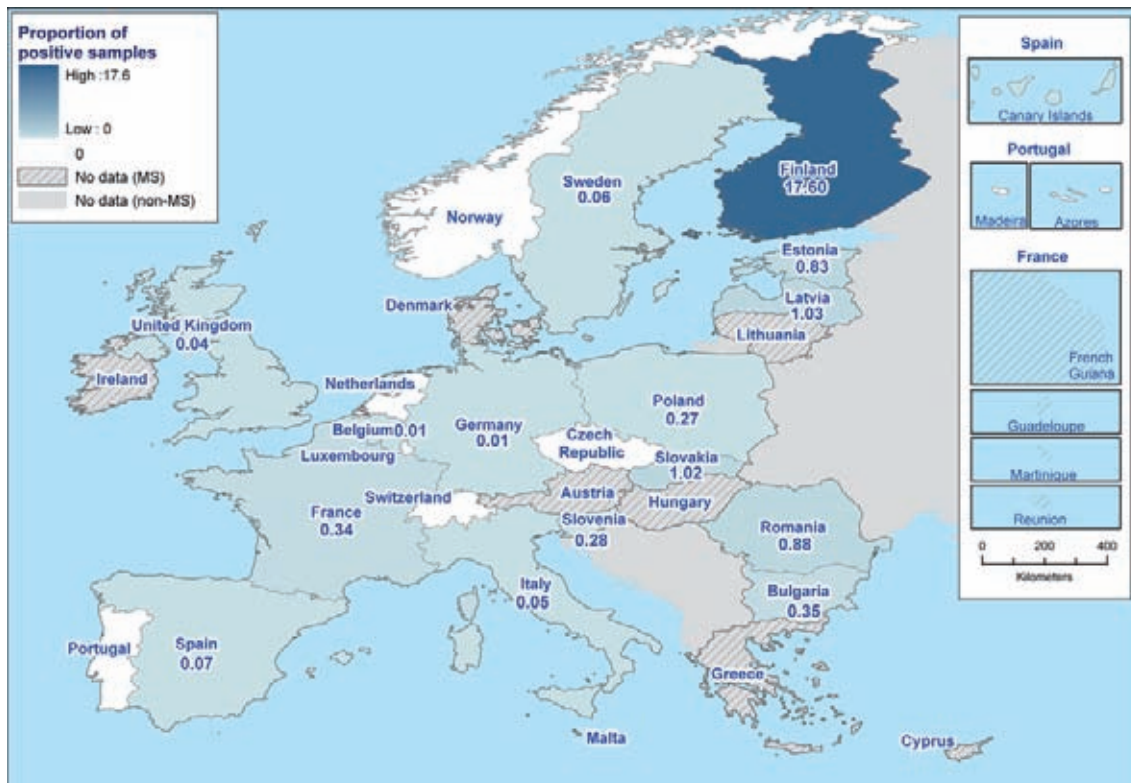 Proportion of
positive samples
High :17.6
Low : 0
0
No data (MS)
No data (non-MS)
Finland
17.60
Sweden
0.06
Norway
Estonia
0.83
Latvia
1.03
Lithuania
Denmark
United Kingdom
0.04
Ireland
Netherlands
Belgium 0.01
Luxembourg
Germany
0.01
Poland
0.27
Czech
Republic
Slovakia
1.02
Austria
Hungary
Switzerland
France
0.34
Slovenia
0.28
Romania
0.88
Italy
0.05
Bulgaria
0.35
Portugal
Spain
0.07
Greece
Malta
Cyprus
Spain
Canary Islands
Portugal
Madeira
Azores
France
French
Guiana
Guadeloupe
Martinique
Reunion
0 200 400
Kilometers